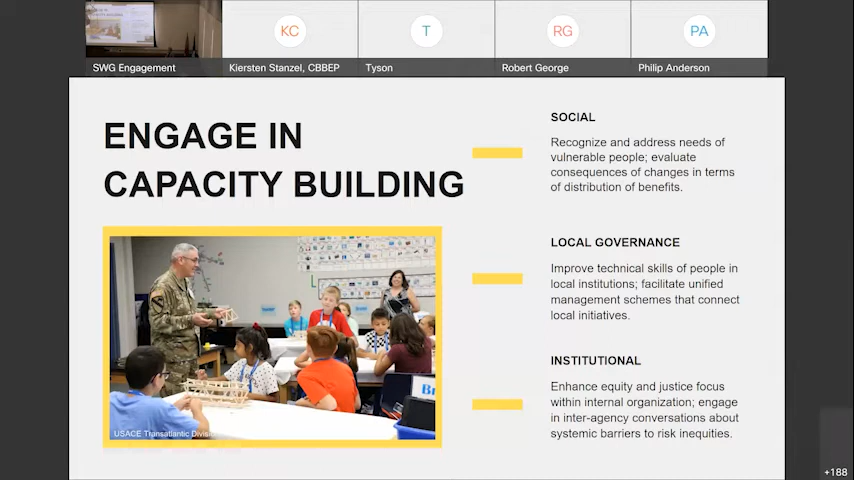 KC
T
RG
PA
SWG Engagement
Kiersten Stanzel, CBBEP
Tyson
Robert George
Philip Anderson
ENGAGE IN
CAPACITY BUILDING
SOCIAL
Recognize and address needs of
vulnerable people; evaluate
consequences of changes in terms
of distribution of benefits.
LOCAL GOVERNANCE
Improve technical skills of people in
local institutions; facilitate unified
management schemes that connect
local initiatives.
INSTITUTIONAL
Enhance equity and justice focus
within internal organization; engage
in inter-agency conversations about
systemic barriers to risk inequities.
USACE Transatlantic Division
+188